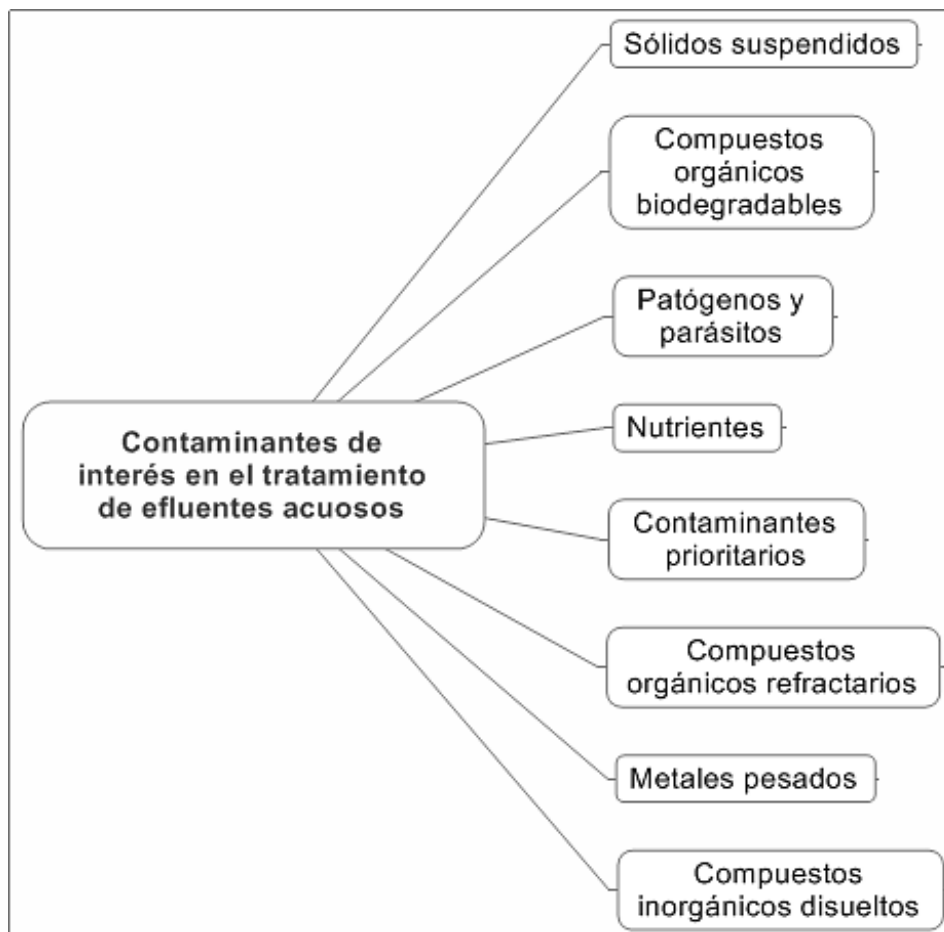 Sólidos suspendidos
Compuestos
orgánicos
biodegradables
Patógenos y
parásitos
Nutrientes
Contaminantes de
interés en el tratamiento
de efluentes acuosos
Contaminantes
prioritarios
Compuestos
orgánicos refractarios
Metales pesados
Compuestos
inorgánicos disueltos